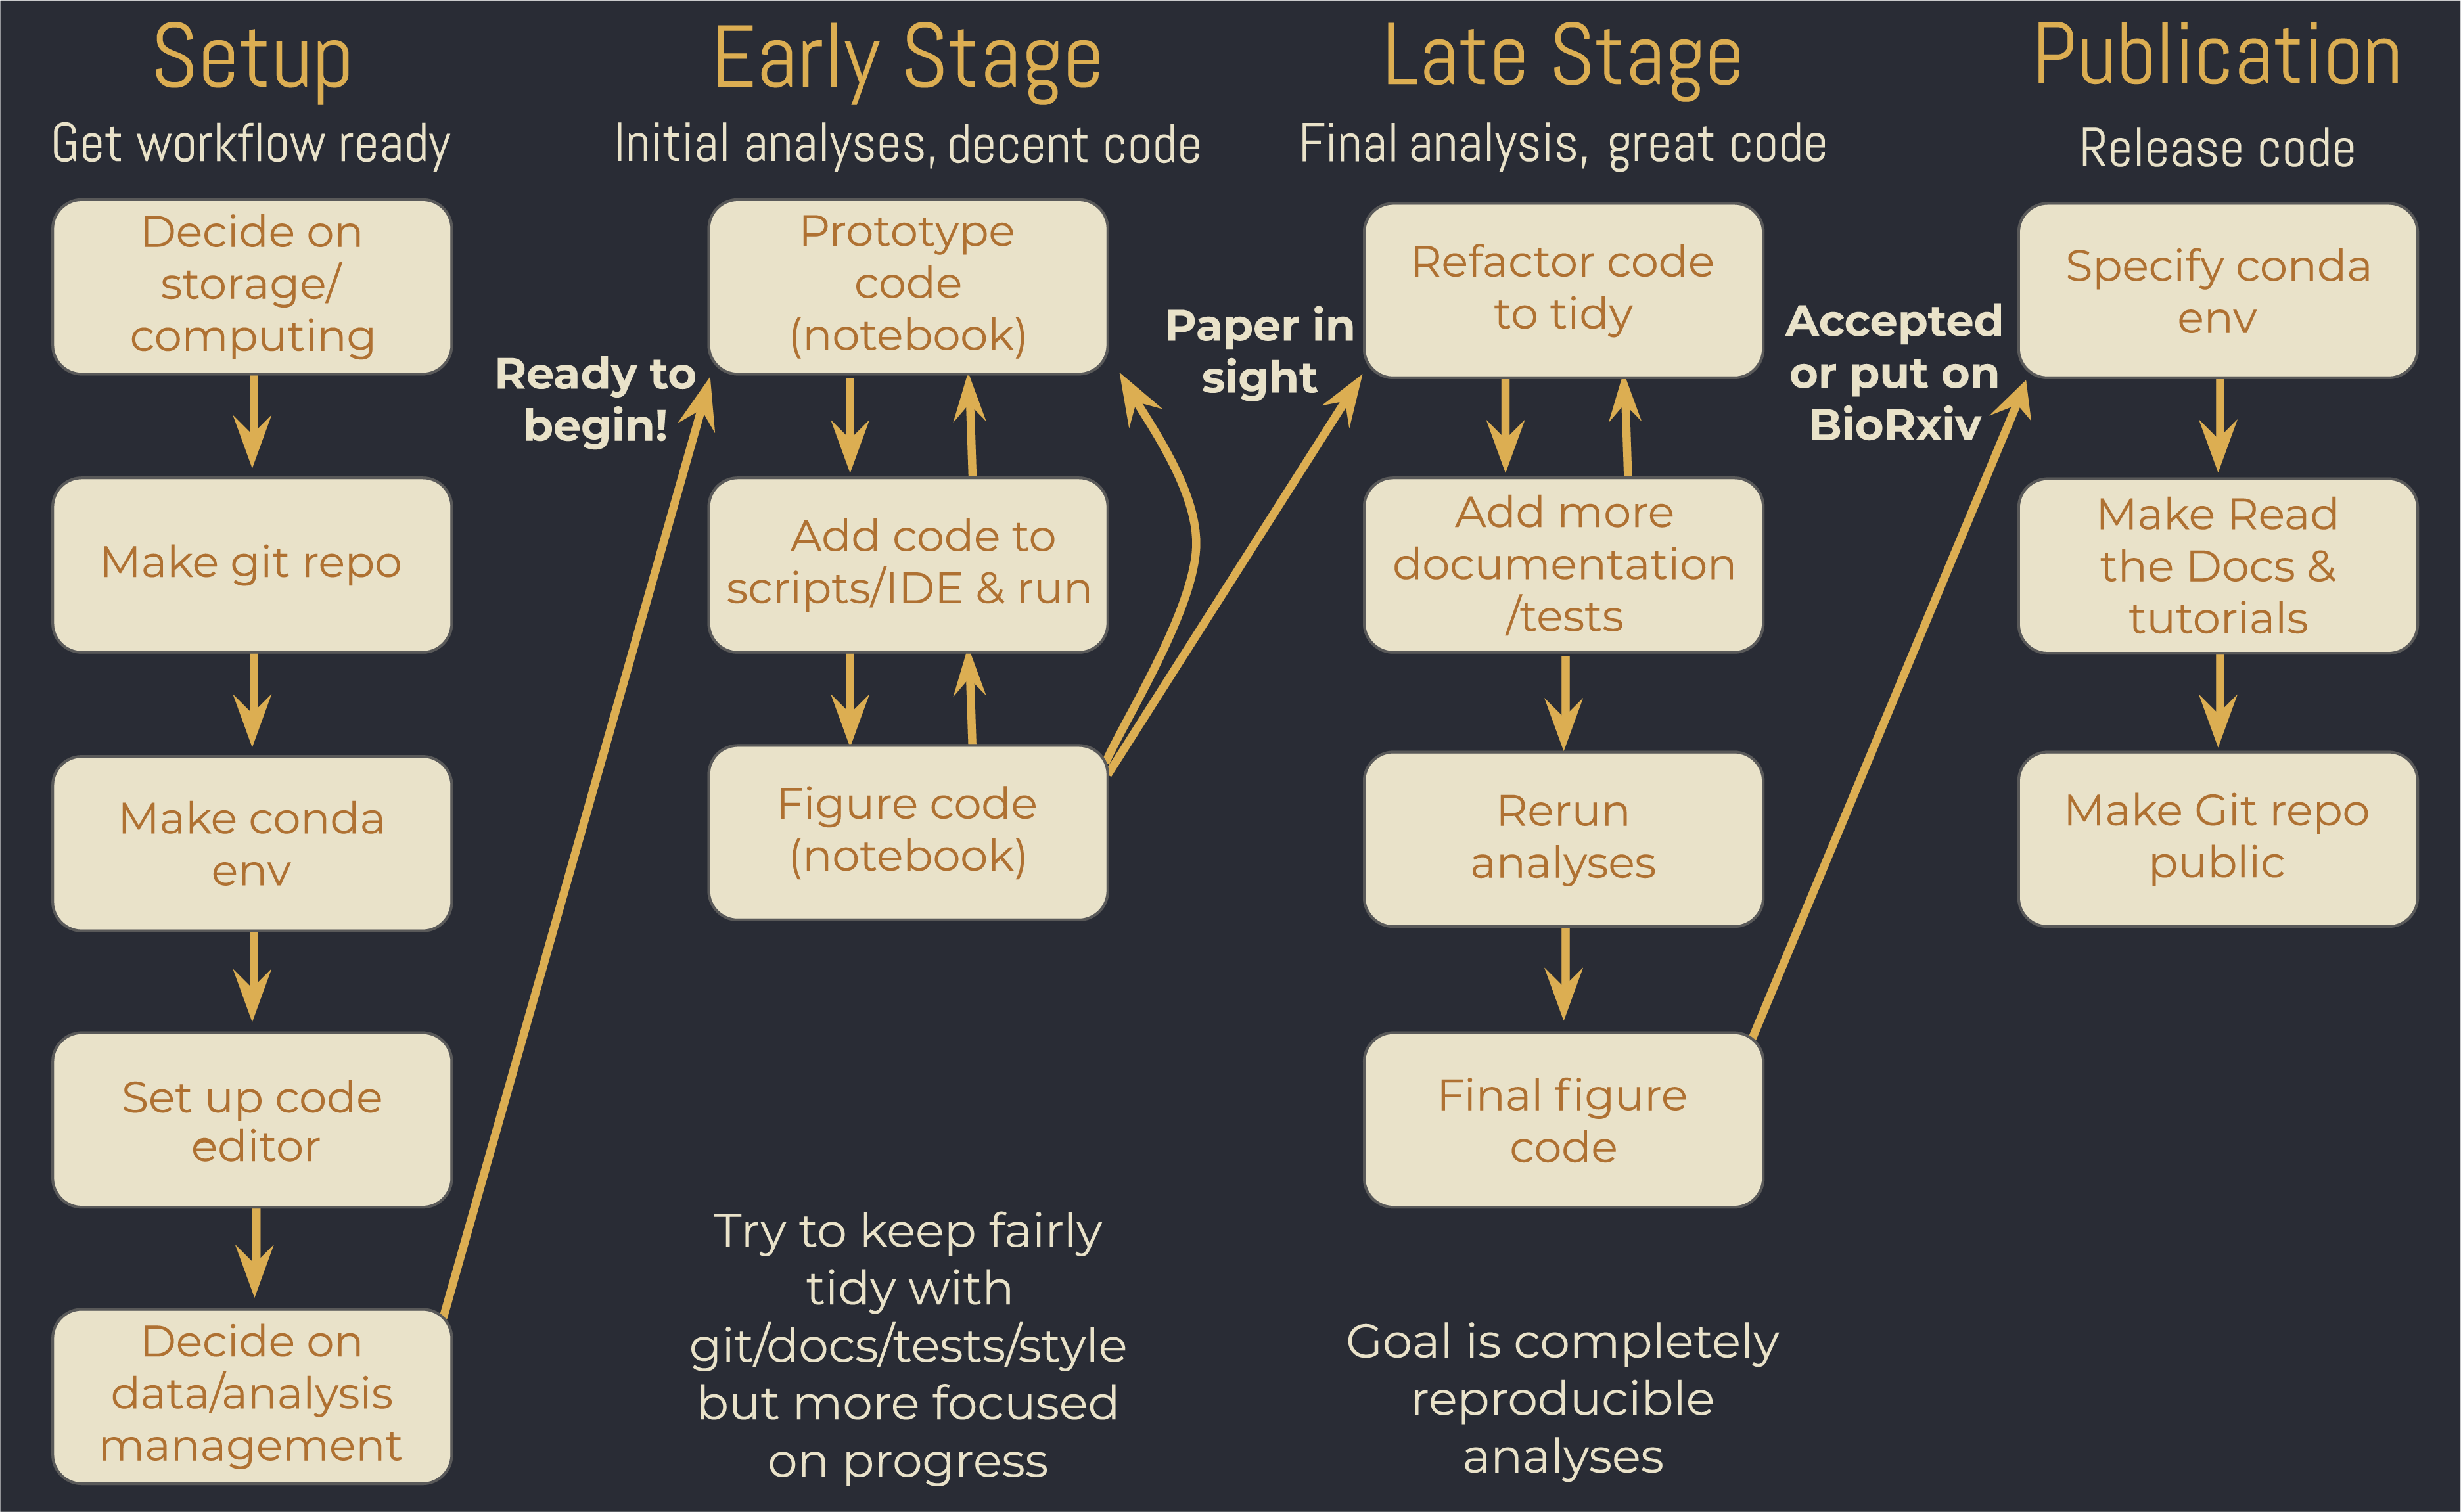 Setup
Get workflow ready
Decide on
storage/
computing
Make git repo
Make conda
env
Set up code
editor
Decide on
data/analysis
management
Ready to
begin!
Early Stage
Initial analyses, decent code
Prototype
code
(notebook)
Add code to
scripts/IDE & run
Figure code
(notebook)
Try to keep fairly
tidy with
git/docs/tests/style
but more focused
on progress
Paper in
sight
Late Stage
Final analysis, great code
Refactor code
to tidy
Add more
documentation
/tests
Rerun
analyses
Final figure
code
Goal is completely
reproducible
analyses
Accepted
or put on
BioRxiv
Publication
Release code
Specify conda
env
Make Read
the Docs &
tutorials
Make Git repo
public